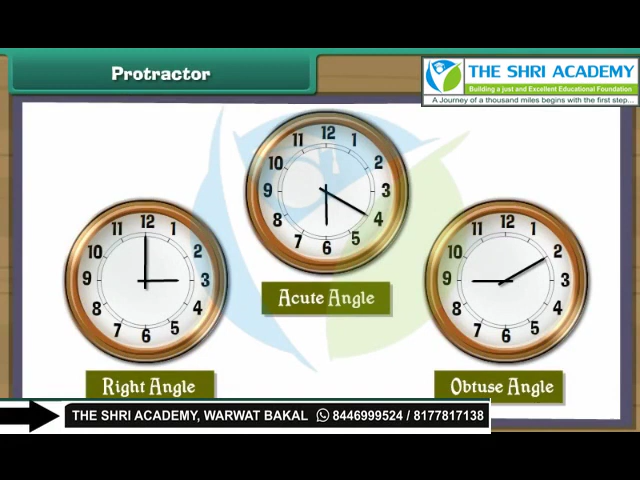 Protractor
THE SHRI ACADEMY
Building a just and Excellent Educational Foundation
A Journey of a thousand miles begins with the first step...
12 1 2 3 4 5 6 7 8 9 10 11
Acute Angle
12 1 2 3 4 5 6 7 8 9 10 11
Right Angle
12 1 2 3 4 5 6 7 8 9 10 11
Obtuse Angle
THE SHRI ACADEMY, WARWAT BAKAL 8446999524 / 8177817138